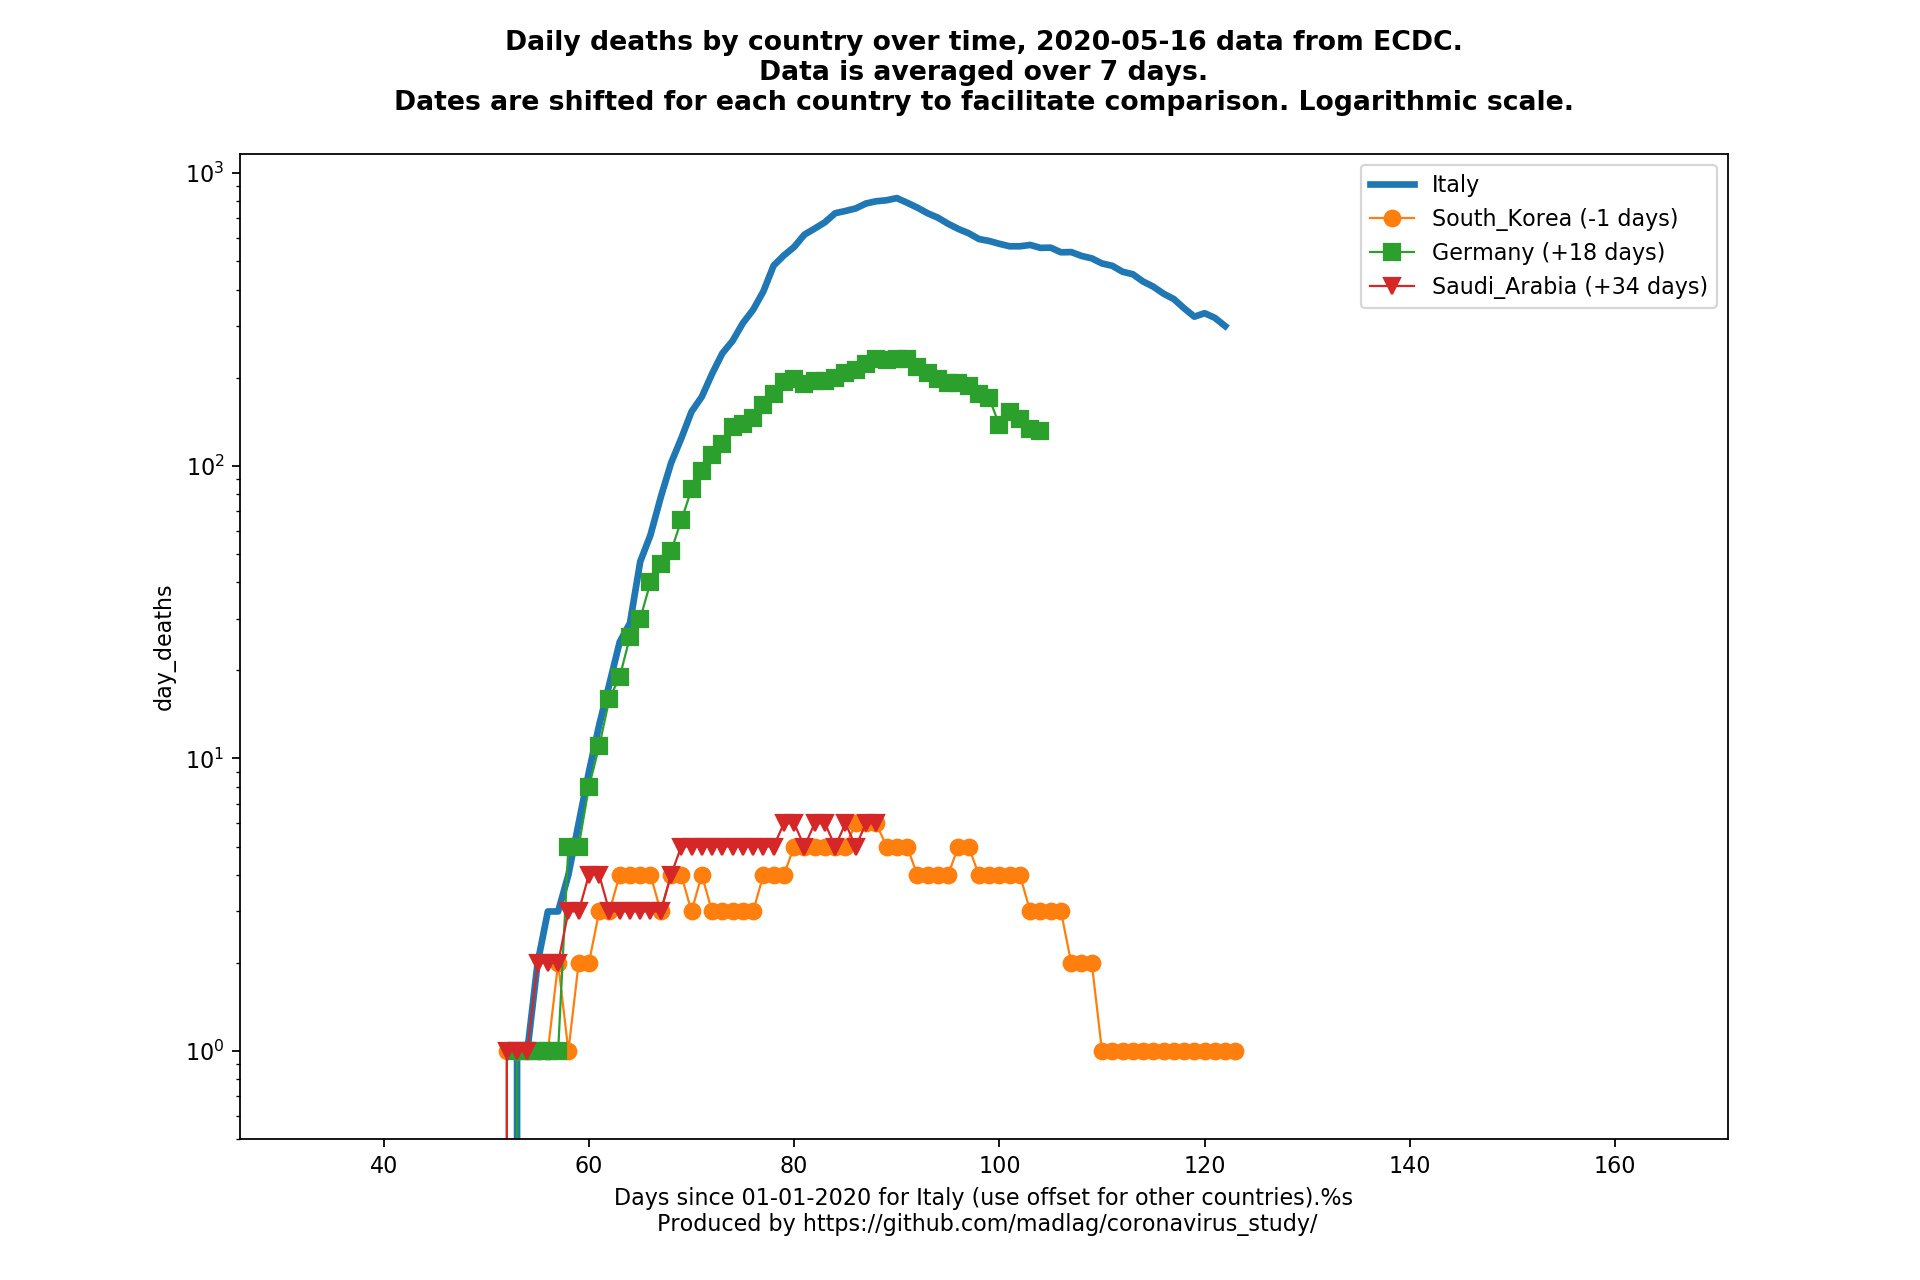 Daily deaths by country over time, 2020-05-16 data from ECDC.
Data is averaged over 7 days.
Dates are shifted for each country to facilitate comparison. Logarithmic scale.
10³
10²
10¹
10⁰
day_deaths
Italy
South_Korea (-1 days)
Germany (+18 days)
Saudi_Arabia (+34 days)
40 60 80 100 120 140 160
Days since 01-01-2020 for Italy (use offset for other countries).%s
Produced by https://github.com/madlag/coronavirus_study/